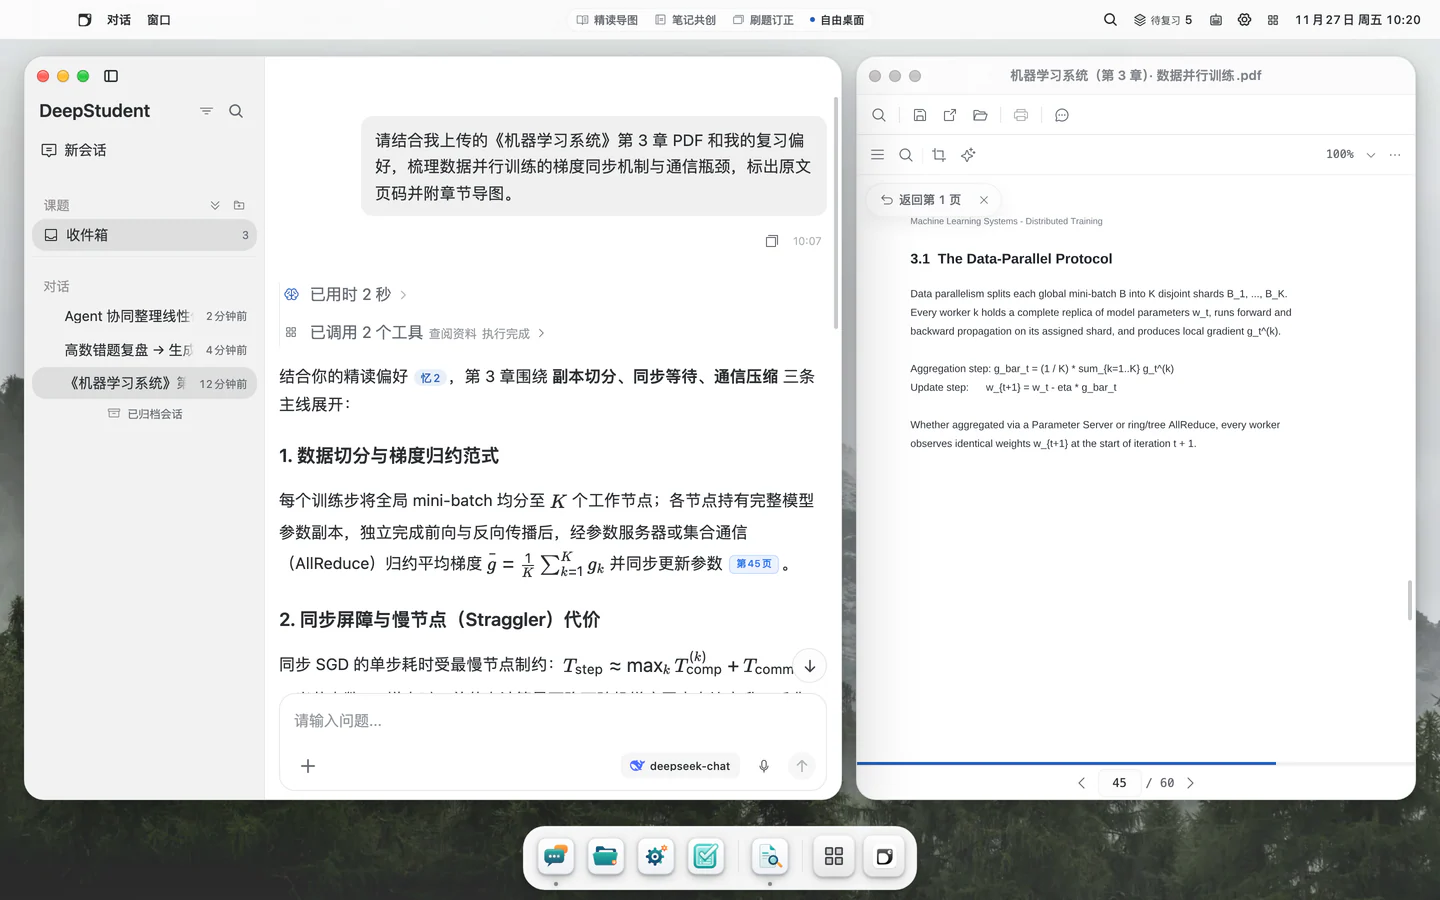 对话 窗口 精读导图 笔记共创 刷题订正 自由桌面 待复习 5 11月27日 周五 10:20
DeepStudent
新会话
课题
收件箱 3
对话
Agent 协同整理线性 2分钟前
高数错题复盘 → 生成 4分钟前
《机器学习系统》第 12分钟前
已归档会话
请结合我上传的《机器学习系统》第 3 章 PDF 和我的复习偏
好，梳理数据并行训练的梯度同步机制与通信瓶颈，标出原文
页码并附章节导图。
10:07
已用时 2 秒
已调用 2 个工具 查阅资料 执行完成
结合你的精读偏好 忆2 ，第 3 章围绕 副本切分、同步等待、通信压缩 三条
主线展开：
1. 数据切分与梯度归约范式
每个训练步将全局 mini-batch 均分至 K 个工作节点；各节点持有完整模型
参数副本，独立完成前向与反向传播后，经参数服务器或集合通信
（AllReduce）归约平均梯度 ḡ = 1/K ∑_{k=1}^{K} g_k 并同步更新参数 第45页 。
2. 同步屏障与慢节点（Straggler）代价
同步 SGD 的单步耗时受最慢节点制约：T_step ≈ max_k T_comp^(k) + T_comm
请输入问题...
deepseek-chat
机器学习系统（第 3 章）· 数据并行训练.pdf
100%
返回第 1 页
Machine Learning Systems - Distributed Training
3.1 The Data-Parallel Protocol
Data parallelism splits each global mini-batch B into K disjoint shards B_1, ..., B_K.
Every worker k holds a complete replica of model parameters w_t, runs forward and
backward propagation on its assigned shard, and produces local gradient g_t^(k).
Aggregation step: g_bar_t = (1 / K) * sum_{k=1..K} g_t^(k)
Update step: w_{t+1} = w_t - eta * g_bar_t
Whether aggregated via a Parameter Server or ring/tree AllReduce, every worker
observes identical weights w_{t+1} at the start of iteration t + 1.
45 / 60